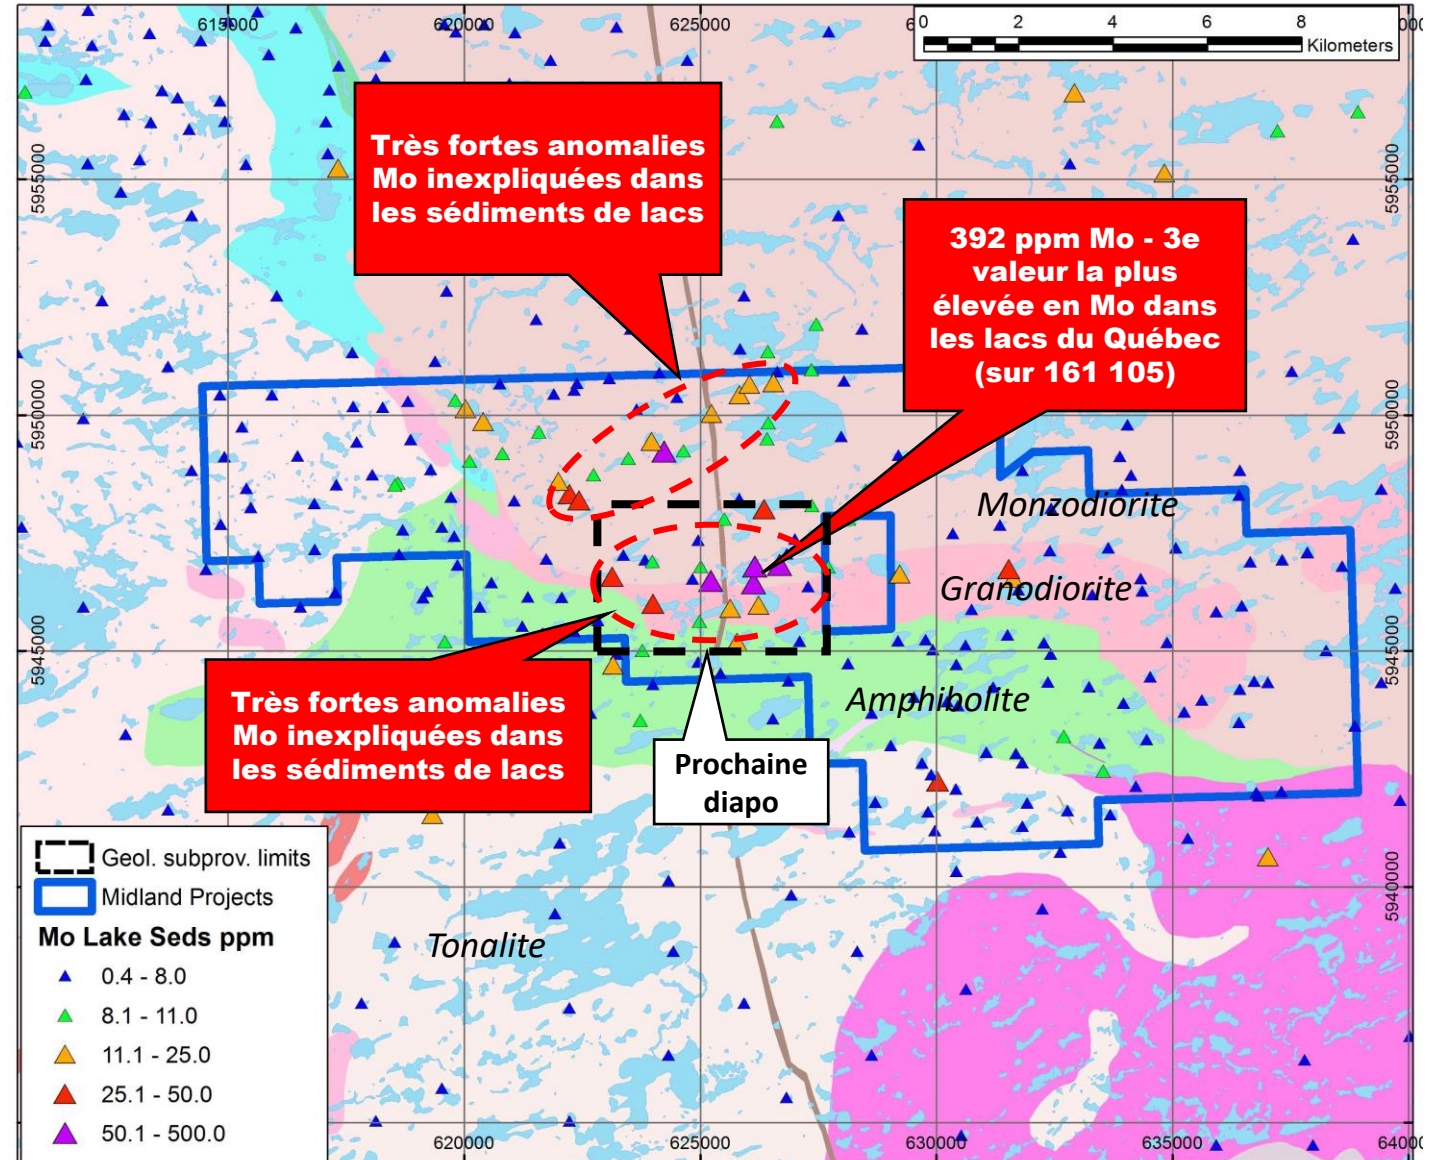 615000
620000
625000
0
2
4
6
8
Kilometers
Très fortes anomalies
Mo inexpliquées dans
les sédiments de lacs
392 ppm Mo - 3e
valeur la plus
élevée en Mo dans
les lacs du Québec
(sur 161 105)
5955000
5955000
5950000
5950000
Monzodiorite
Granodiorite
5945000
5945000
Amphibolite
Très fortes anomalies
Mo inexpliquées dans
les sédiments de lacs
Prochaine
diapo
5940000
Tonalite
Geol. subprov. limits
Midland Projects
Mo Lake Seds ppm
0.4 - 8.0
8.1 - 11.0
11.1 - 25.0
25.1 - 50.0
50.1 - 500.0
620000
625000
630000
635000